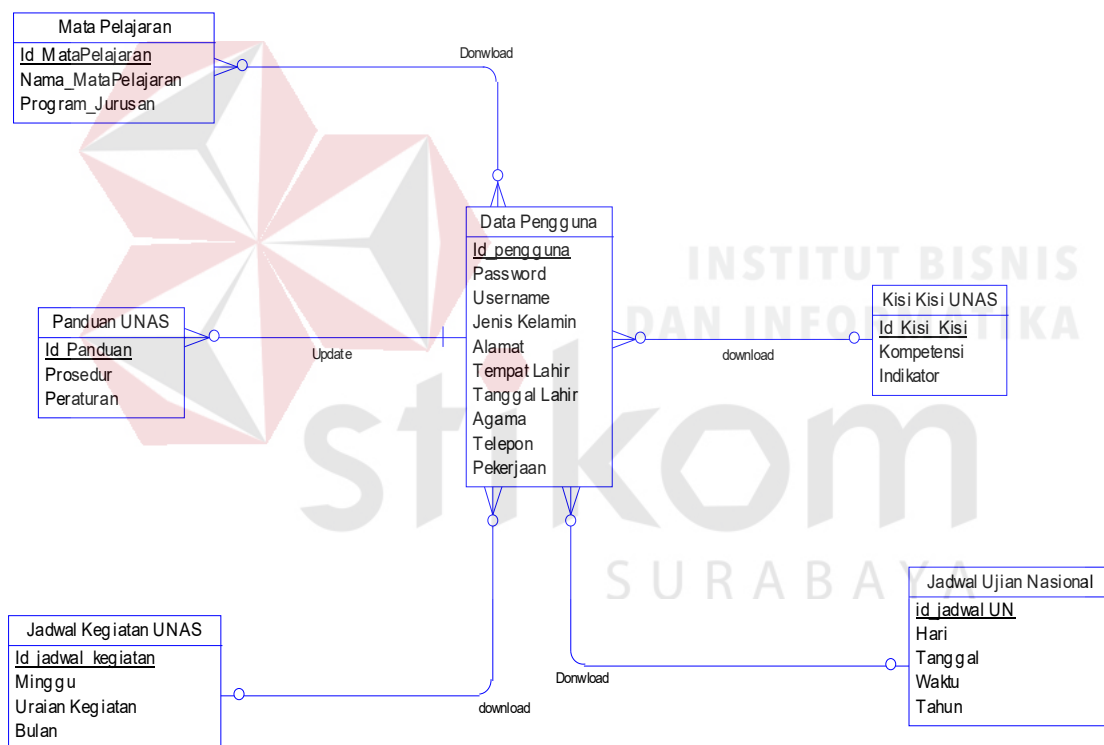 Mata Pelajaran
Id_MataPelajaran
Nama_MataPelajaran
Program_Jurusan
Donwload
Data Pengguna
Id_pengguna
Password
Username
Jenis Kelamin
Alamat
Tempat Lahir
Tanggal Lahir
Agama
Telepon
Pekerjaan
Panduan UNAS
Id_Panduan
Prosedur
Peraturan
Update
INSTITUT BISNIS
DAN INFORMATIKA
Kisi Kisi UNAS
Id_Kisi_Kisi
Kompetensi
Indikator
download
stikom
SURABAYA
Jadwal Kegiatan UNAS
Id_jadwal_kegiatan
Minggu
Uraian Kegiatan
Bulan
download
Donwload
Jadwal Ujian Nasional
id_jadwal UN
Hari
Tanggal
Waktu
Tahun